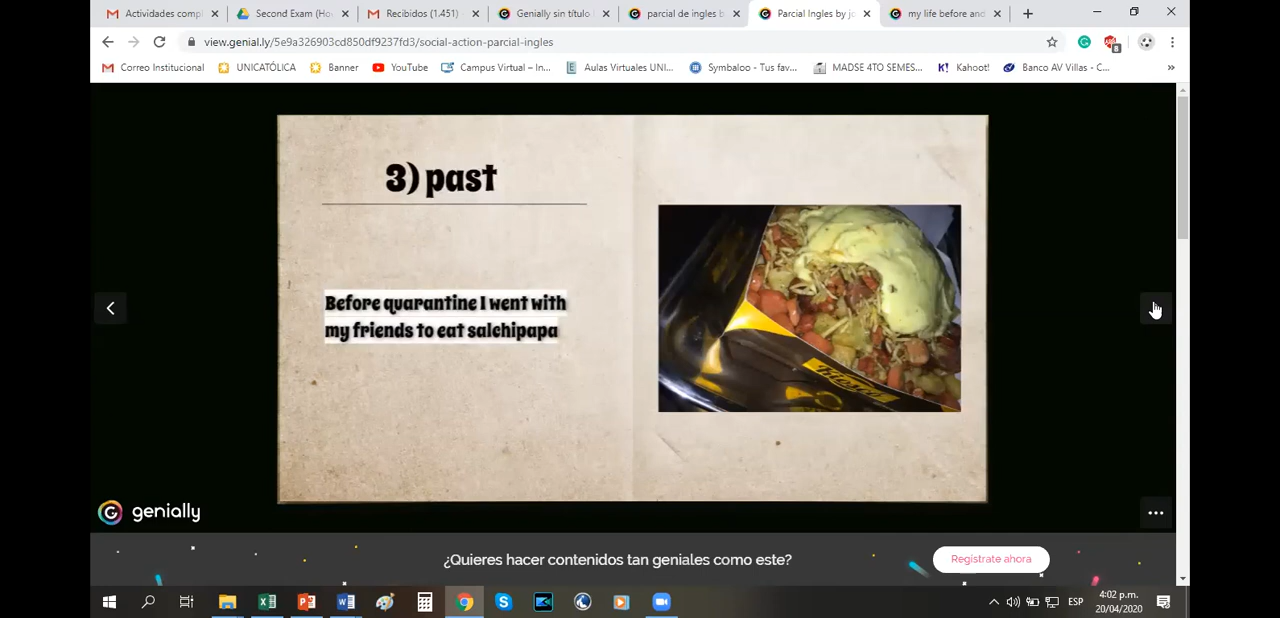 Actividades compl
Second Exam (Ho
Recibidos (1.451)
Genially sin título
parcial de ingles b
Parcial Ingles by jo
my life before and
view.genial.ly/5e9a326903cd850df9237fd3/social-action-parcial-ingles
8
Correo Institucional
UNICATÓLICA
Banner
YouTube
Campus Virtual – In...
Aulas Virtuales UNI...
Symbaloo - Tus fav...
MADSE 4TO SEMES...
K! Kahoot!
Banco AV Villas - C...
»
3) past
Before quarantine I went with
my friends to eat salchipapa
genially
¿Quieres hacer contenidos tan geniales como este?
Regístrate ahora
ESP
4:02 p.m.
20/04/2020